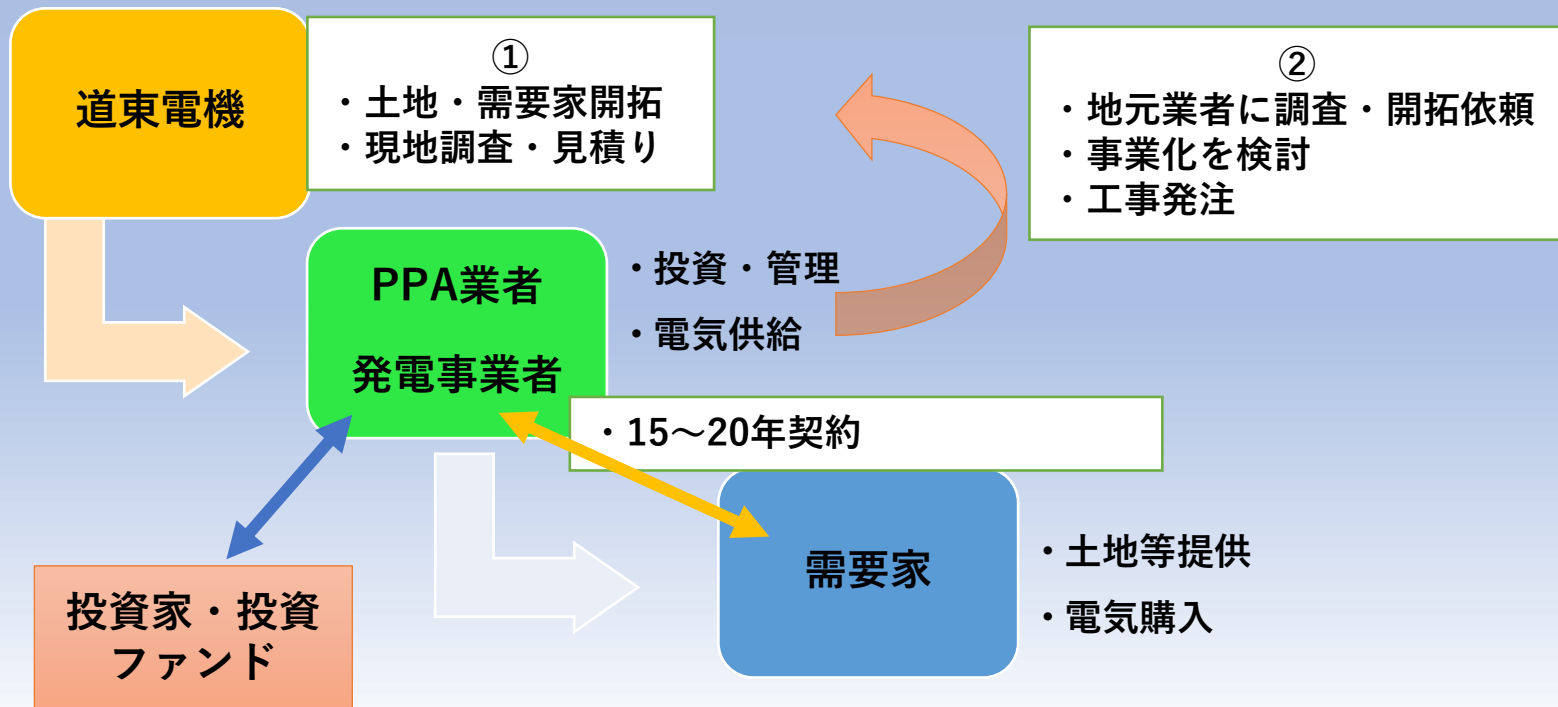 道東電機
①
・土地・需要家開拓
・現地調査・見積り
②
・地元業者に調査・開拓依頼
・事業化を検討
・工事発注
PPA業者
発電事業者
・投資・管理
・電気供給
・15～20年契約
需要家
・土地等提供
・電気購入
投資家・投資
ファンド